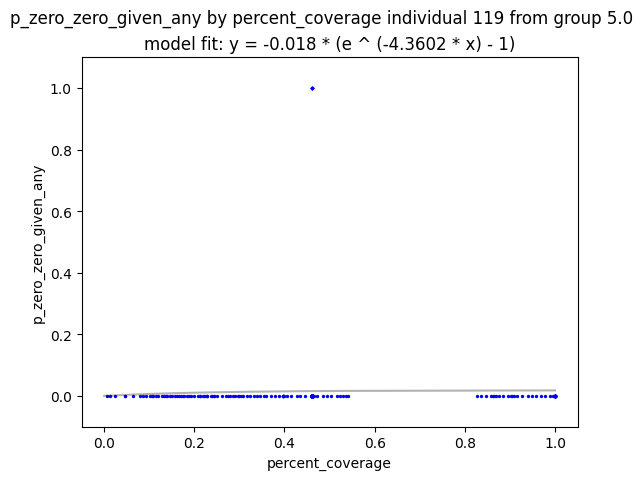 p_zero_zero_given_any by percent_coverage individual 119 from group 5.0
model fit: y = -0.018 * (e ^ (-4.3602 * x) - 1)
1.0
0.8
0.6
0.4
0.2
0.0
p_zero_zero_given_any
0.0 0.2 0.4 0.6 0.8 1.0
percent_coverage